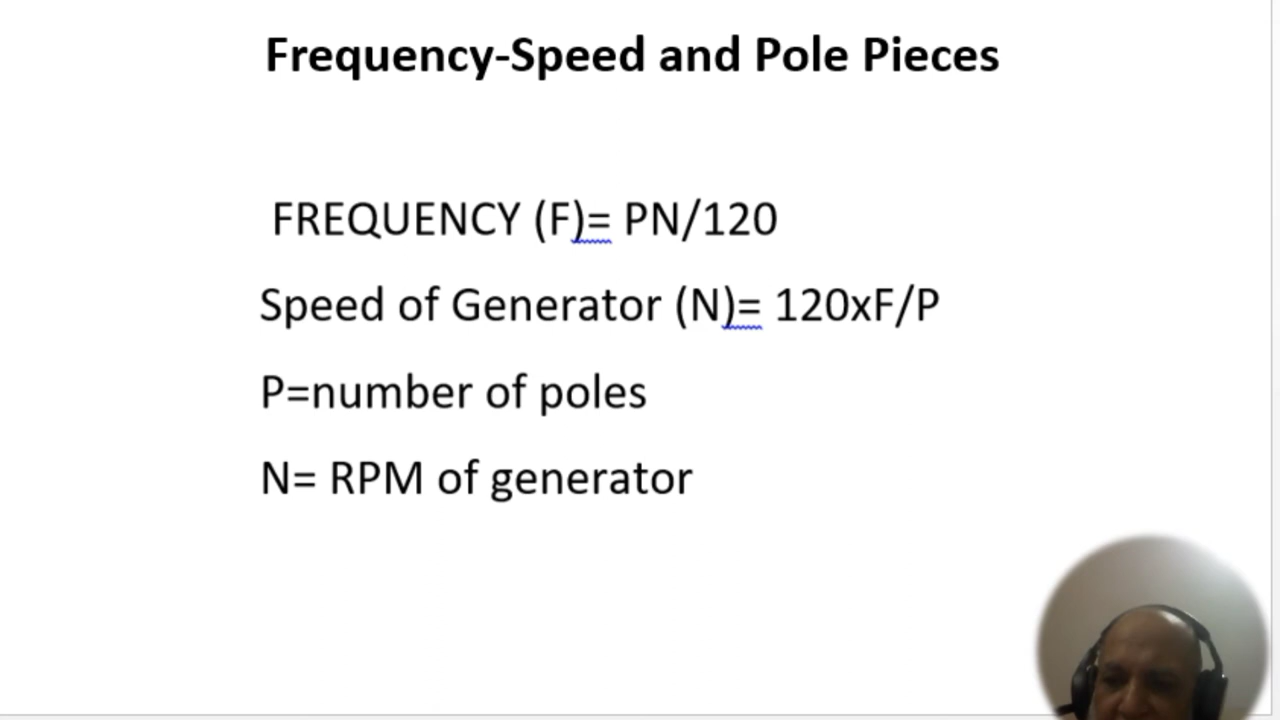 Frequency-Speed and Pole Pieces
FREQUENCY (F)= PN/120
Speed of Generator (N)= 120xF/P
P=number of poles
N= RPM of generator